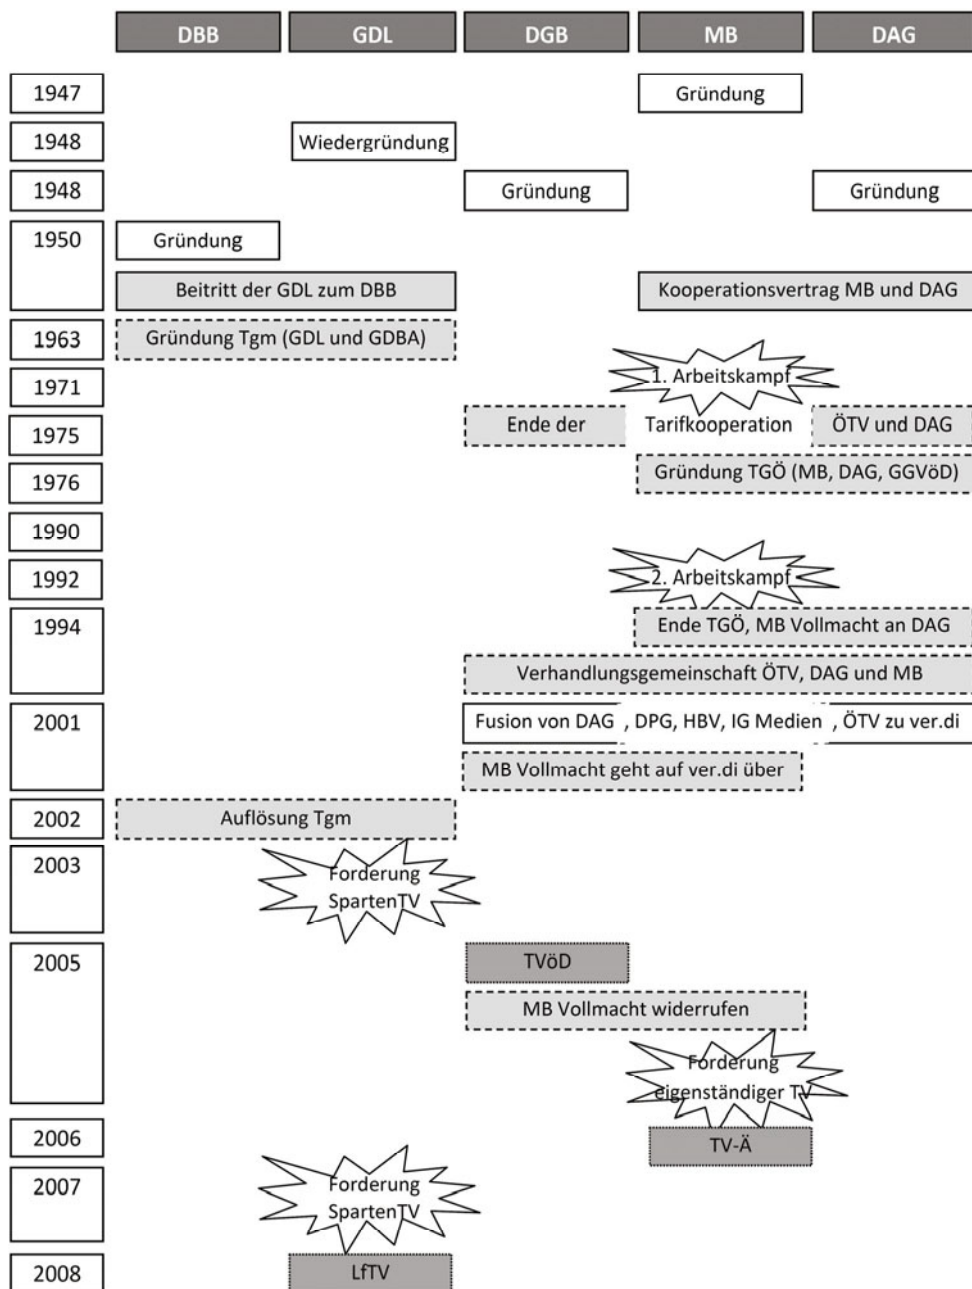 DBB GDL DGB MB DAG
1947 Gründung
1948 Wiedergründung
1948 Gründung Gründung
1950 Gründung
Beitritt der GDL zum DBB Kooperationsvertrag MB und DAG
1963 Gründung Tgm (GDL und GDBA)
1971 1. Arbeitskampf
1975 Ende der Tarifkooperation ÖTV und DAG
1976 Gründung TGÖ (MB, DAG, GGVöD)
1990
1992 2. Arbeitskampf
1994 Ende TGÖ, MB Vollmacht an DAG
Verhandlungsgemeinschaft ÖTV, DAG und MB
2001 Fusion von DAG , DPG, HBV, IG Medien , ÖTV zu ver.di
MB Vollmacht geht auf ver.di über
2002 Auflösung Tgm
2003 Forderung
SpartenTV
2005 TVöD
MB Vollmacht widerrufen
Forderung
eigenständiger TV
2006 TV-Ä
2007 Forderung
SpartenTV
2008 LfTV